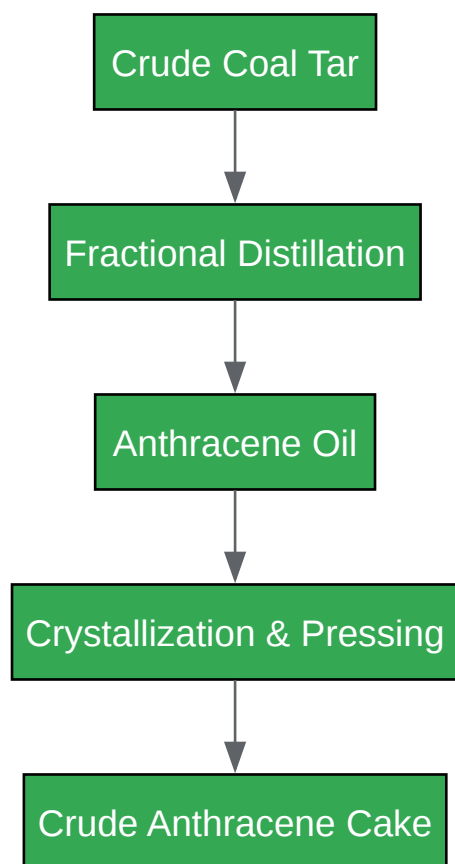 Crude Coal Tar
Fractional Distillation
Anthracene Oil
Crystallization & Pressing
Crude Anthracene Cake